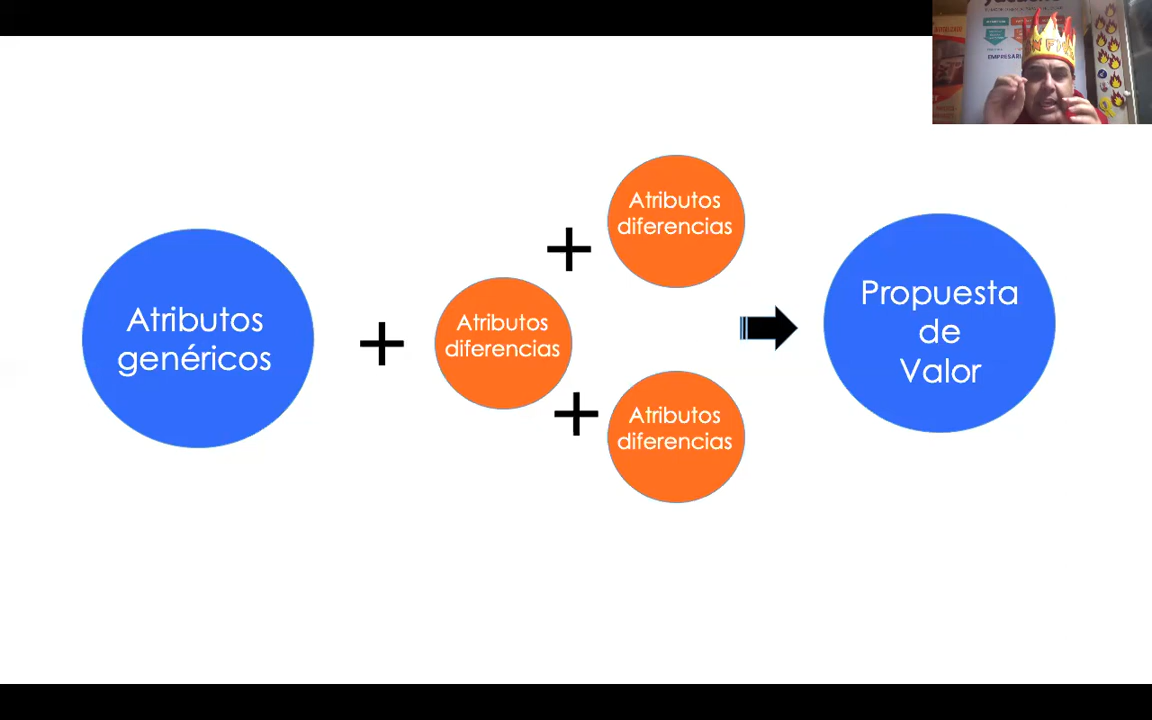 Atributos
genéricos
Atributos
diferencias
Atributos
diferencias
Atributos
diferencias
Propuesta
de
Valor